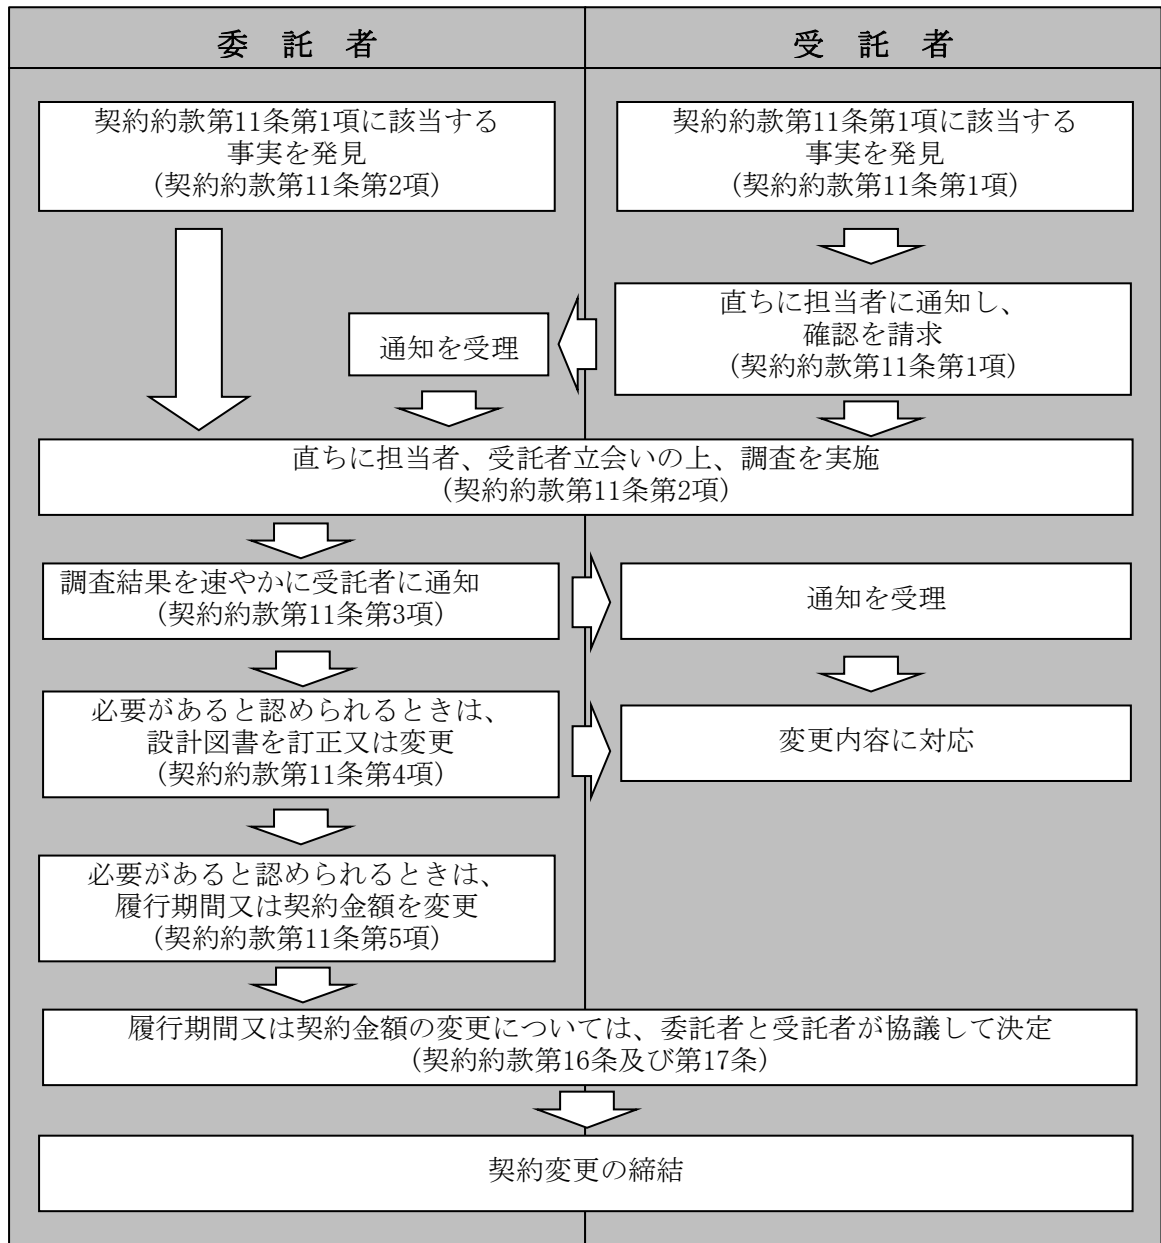 委託者
受託者
契約約款第11条第1項に該当する
事実を発見
(契約約款第11条第2項)
契約約款第11条第1項に該当する
事実を発見
(契約約款第11条第1項)
直ちに担当者に通知し、
確認を請求
(契約約款第11条第1項)
通知を受理
直ちに担当者、受託者立会いの上、調査を実施
(契約約款第11条第2項)
調査結果を速やかに受託者に通知
(契約約款第11条第3項)
通知を受理
必要があると認められるときは、
設計図書を訂正又は変更
(契約約款第11条第4項)
変更内容に対応
必要があると認められるときは、
履行期間又は契約金額を変更
(契約約款第11条第5項)
履行期間又は契約金額の変更については、委託者と受託者が協議して決定
(契約約款第16条及び第17条)
契約変更の締結